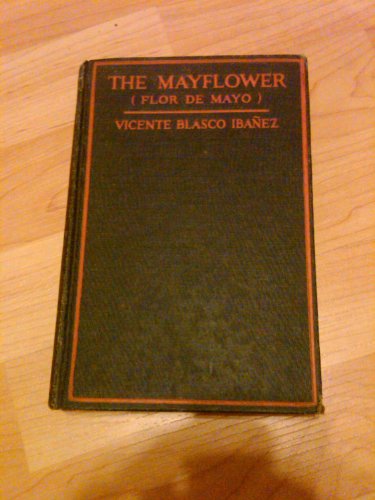 THE MAYFLOWER
( FLOR DE MAYO )
VICENTE BLASCO IBAÑEZ